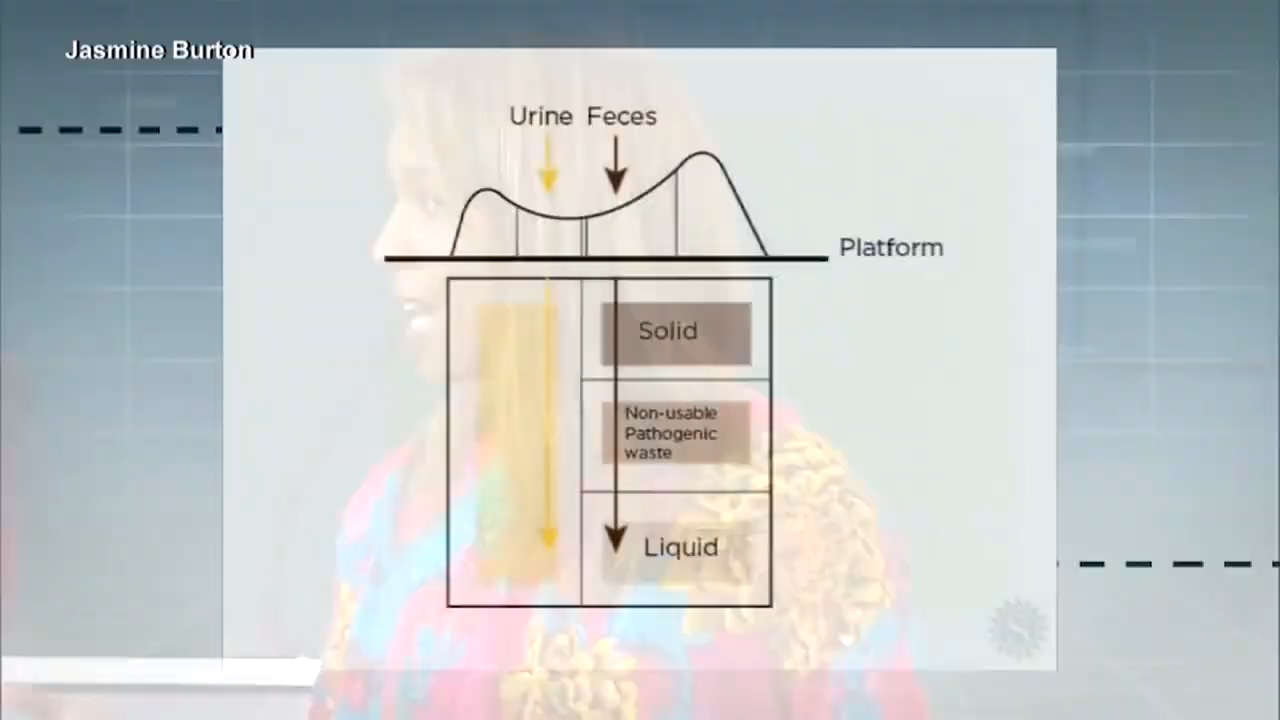 Jasmine Burton
Urine Feces
Platform
Solid
Non-usable
Pathogenic
waste
Liquid